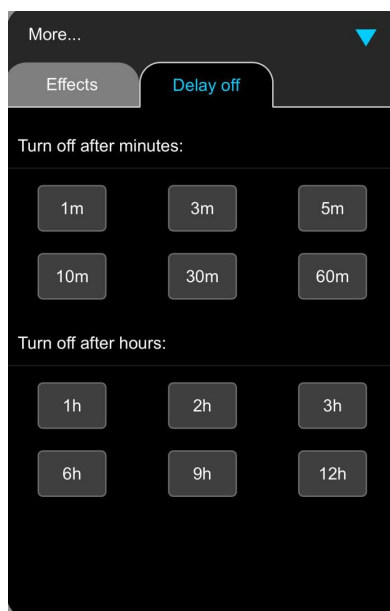 More...
Effects Delay off
Turn off after minutes:
1m 3m 5m
10m 30m 60m
Turn off after hours:
1h 2h 3h
6h 9h 12h